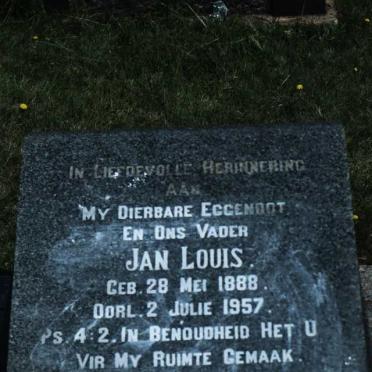 In Liefdevolle Herinnering
Aan
My Dierbare Eggenoot
En Ons Vader
Jan Louis.
Geb. 28 Mei 1888.
Oorl. 2 Julie 1957.
Ps. 4:2. In Benoudheid Het U
Vir My Ruimte Gemaak.